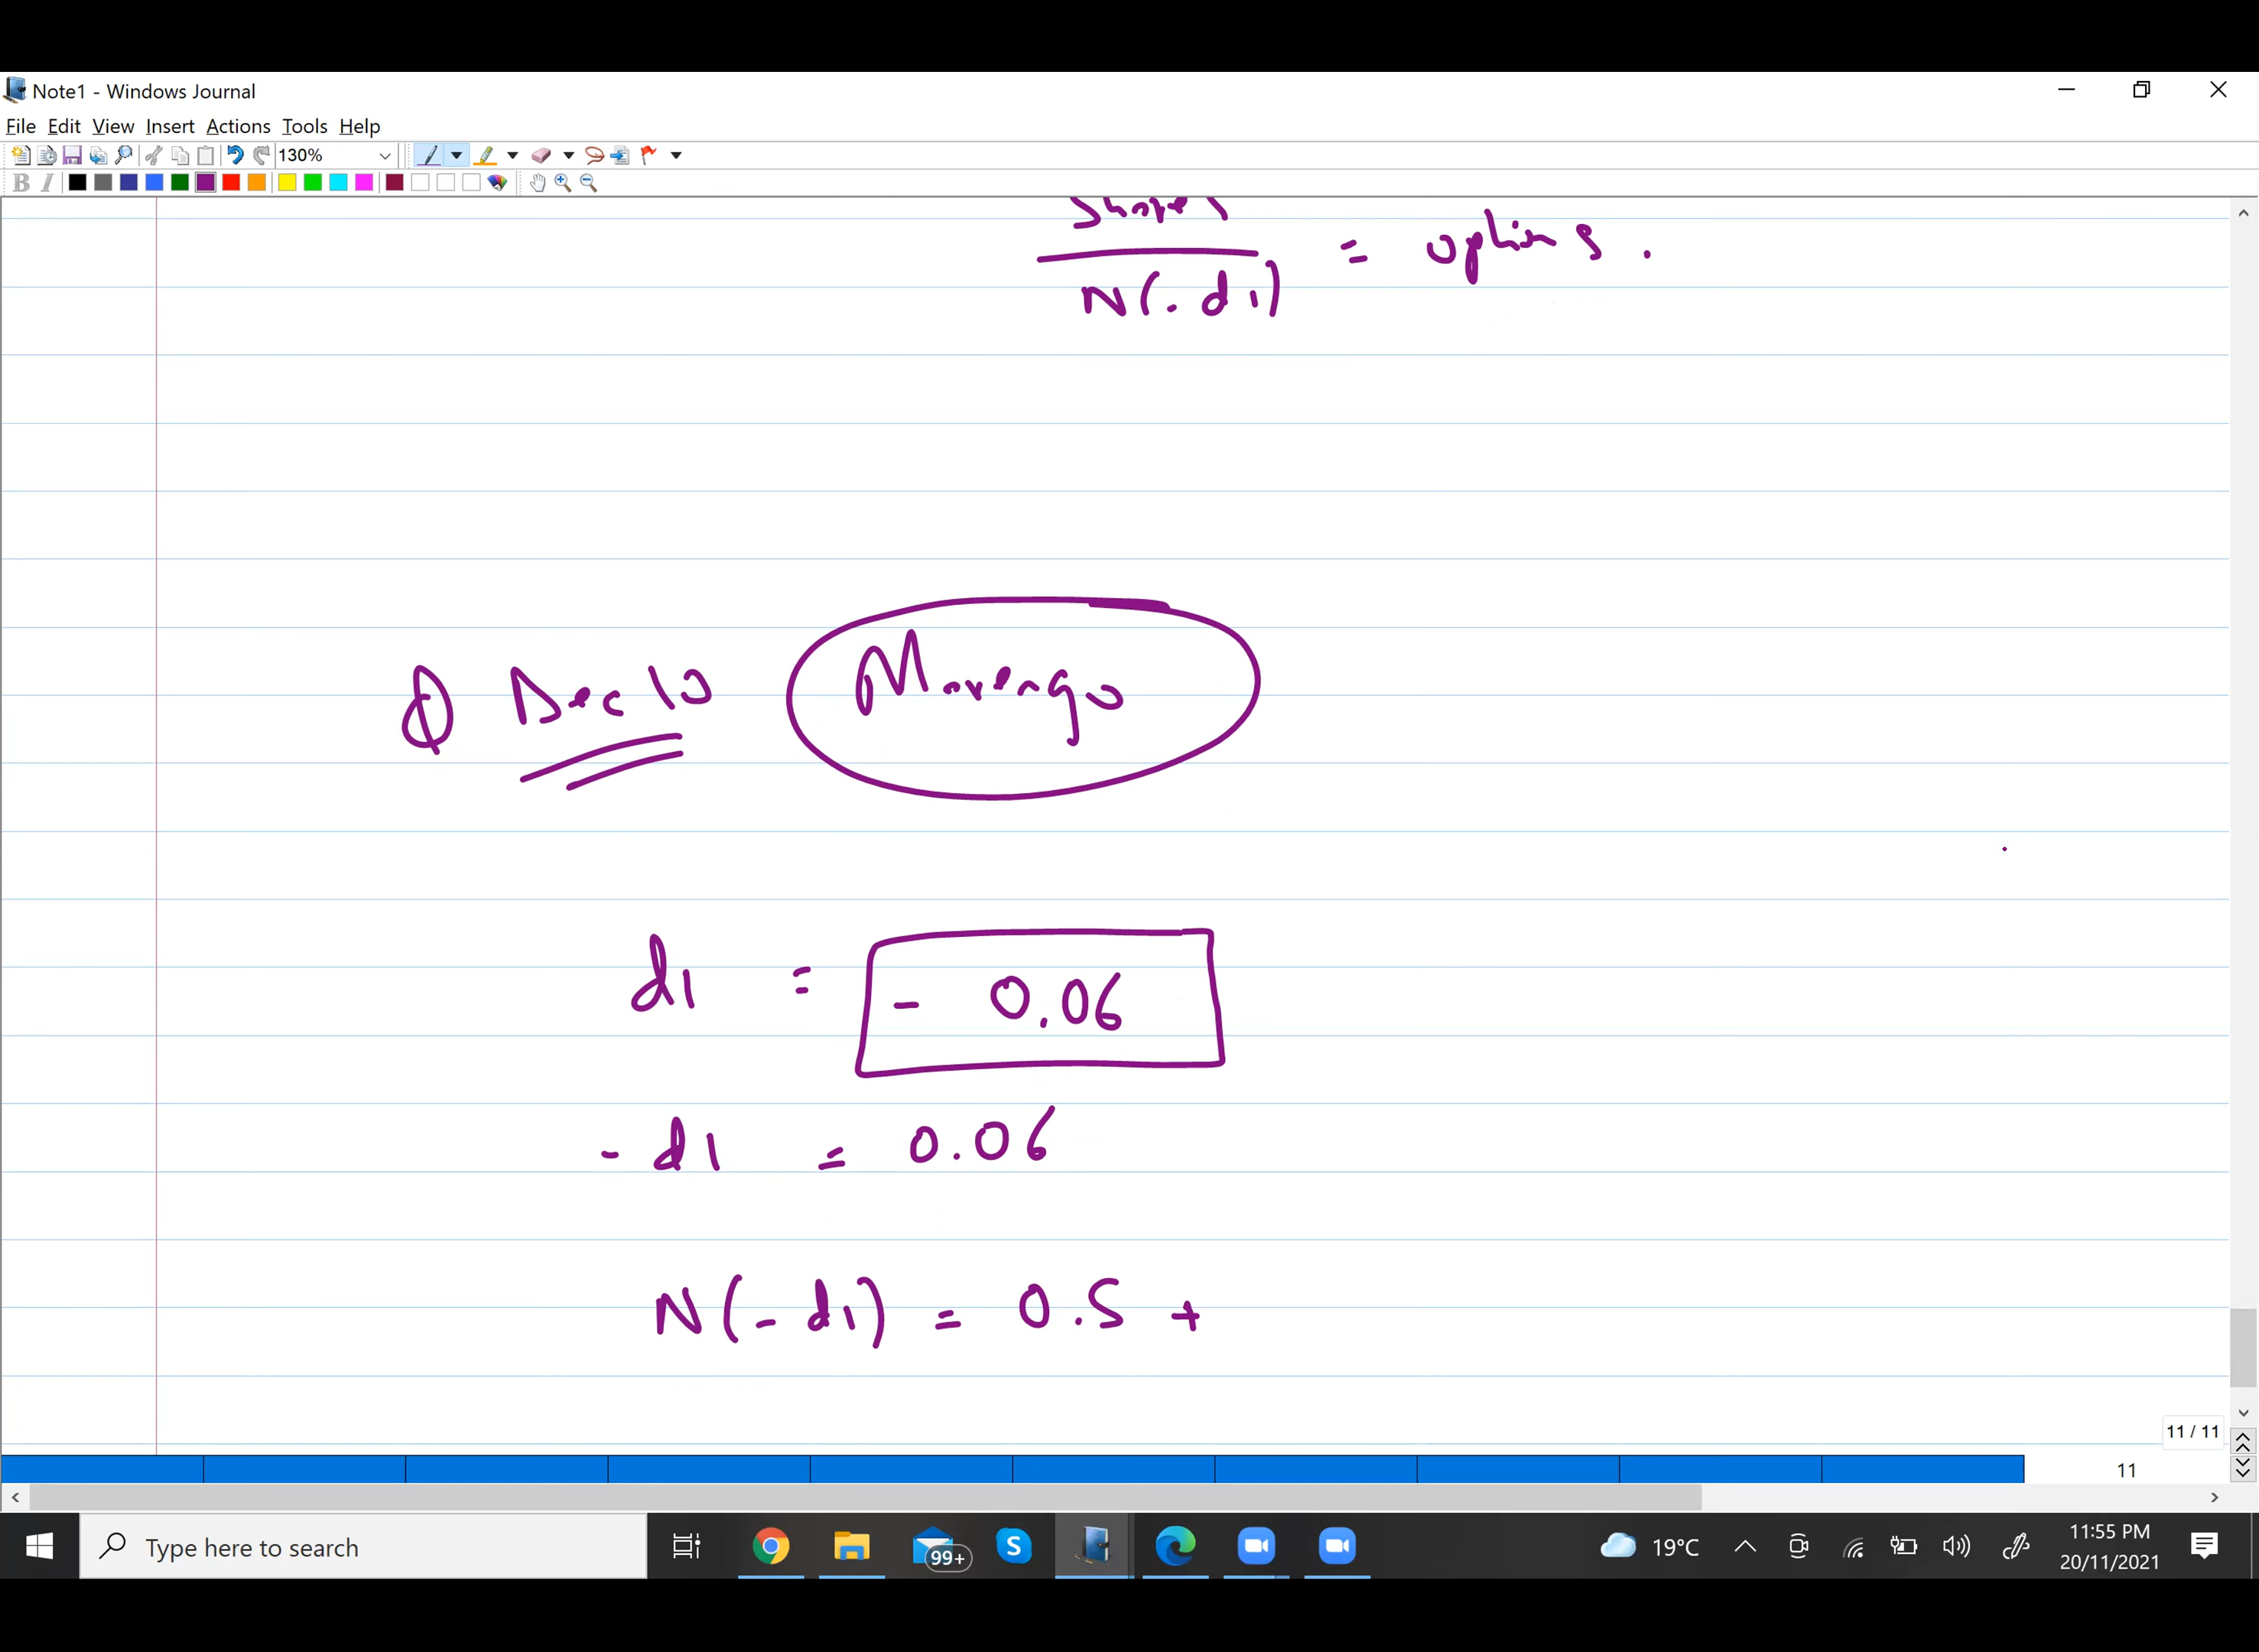 Note1 - Windows Journal
File Edit View Insert Actions Tools Help
130%
B I
Shares
N(-d1)
= options.
Q Dec 10 Marengo
d1 = - 0.06
- d1 = 0.06
N(-d1) = 0.5 +
11 / 11
11
Type here to search
99+
S
19°C
11:55 PM
20/11/2021